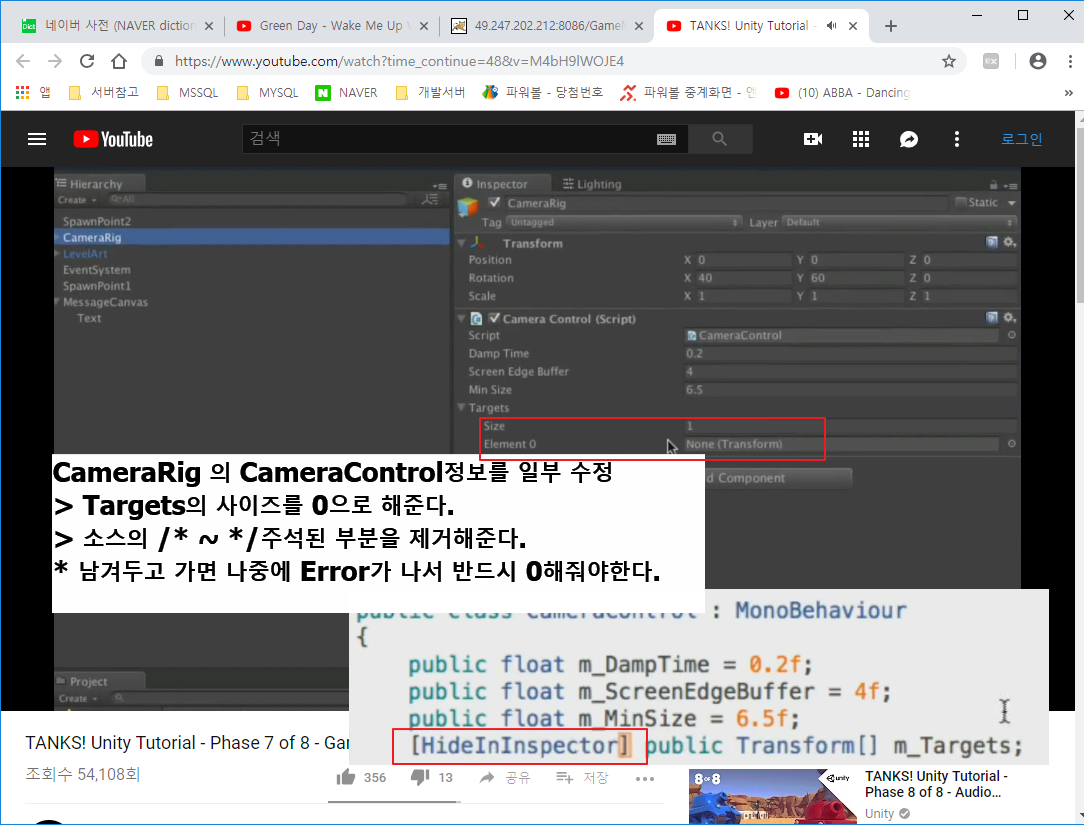 네이버 사전 (NAVER diction
Green Day - Wake Me Up
49.247.202.212:8086/Game
TANKS! Unity Tutorial -
https://www.youtube.com/watch?time_continue=48&v=M4bH9lWOJE4
앱 서버참고 MSSQL MYSQL NAVER 개발서버 파워볼 - 당첨번호 파워볼 중계화면 - 엔 (10) ABBA - Dancing
YouTube
검색
로그인
Hierarchy
Create
All
SpawnPoint2
CameraRig
LevelArt
EventSystem
SpawnPoint1
MessageCanvas
Text
Inspector Lighting
CameraRig Static
Tag Untagged Layer Default
Transform
Position X 0 Y 0 Z 0
Rotation X 40 Y 60 Z 0
Scale X 1 Y 1 Z 1
Camera Control (Script)
Script CameraControl
Damp Time 0.2
Screen Edge Buffer 4
Min Size 6.5
Targets
Size 1
Element 0 None (Transform)
d Component
CameraRig 의 CameraControl정보를 일부 수정
> Targets의 사이즈를 0으로 해준다.
> 소스의 /* ~ */주석된 부분을 제거해준다.
* 남겨두고 가면 나중에 Error가 나서 반드시 0해줘야한다.
public class CameraControl : MonoBehaviour
{
public float m_DampTime = 0.2f;
public float m_ScreenEdgeBuffer = 4f;
public float m_MinSize = 6.5f;
[HideInInspector] public Transform[] m_Targets;
Project
Create
TANKS! Unity Tutorial - Phase 7 of 8 - Ga
조회수 54,108회
356 13 공유 저장
8 OF 8
unity
TANKS! Unity Tutorial -
Phase 8 of 8 - Audio...
Unity